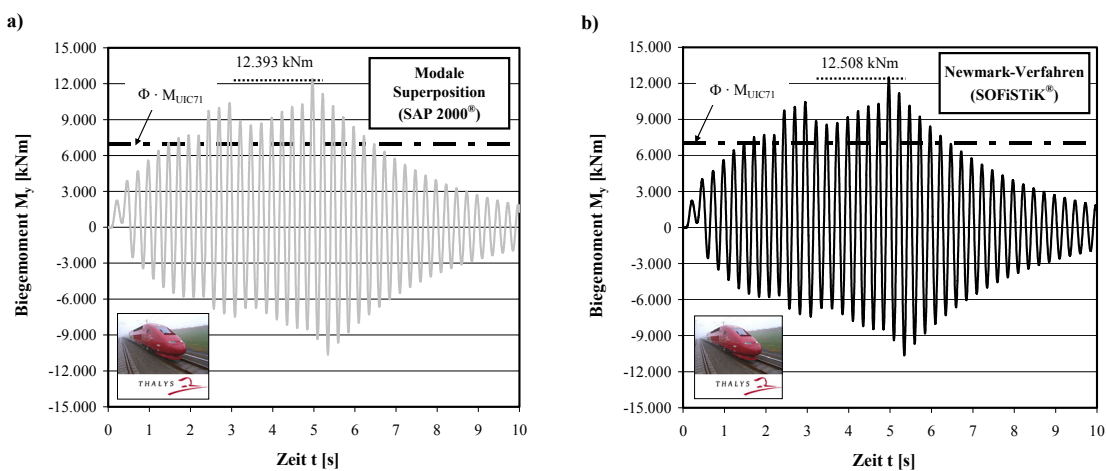 a)
15.000
12.000
9.000
6.000
3.000
0
-3.000
-6.000
-9.000
-12.000
-15.000
Biegemoment My [kNm]
12.393 kNm
Φ · MUIC71
Modale
Superposition
(SAP 2000®)
THALYS
0 1 2 3 4 5 6 7 8 9 10
Zeit t [s]
b)
15.000
12.000
9.000
6.000
3.000
0
-3.000
-6.000
-9.000
-12.000
-15.000
Biegemoment My [kNm]
12.508 kNm
Φ · MUIC71
Newmark-Verfahren
(SOFiSTiK®)
THALYS
0 1 2 3 4 5 6 7 8 9 10
Zeit t [s]